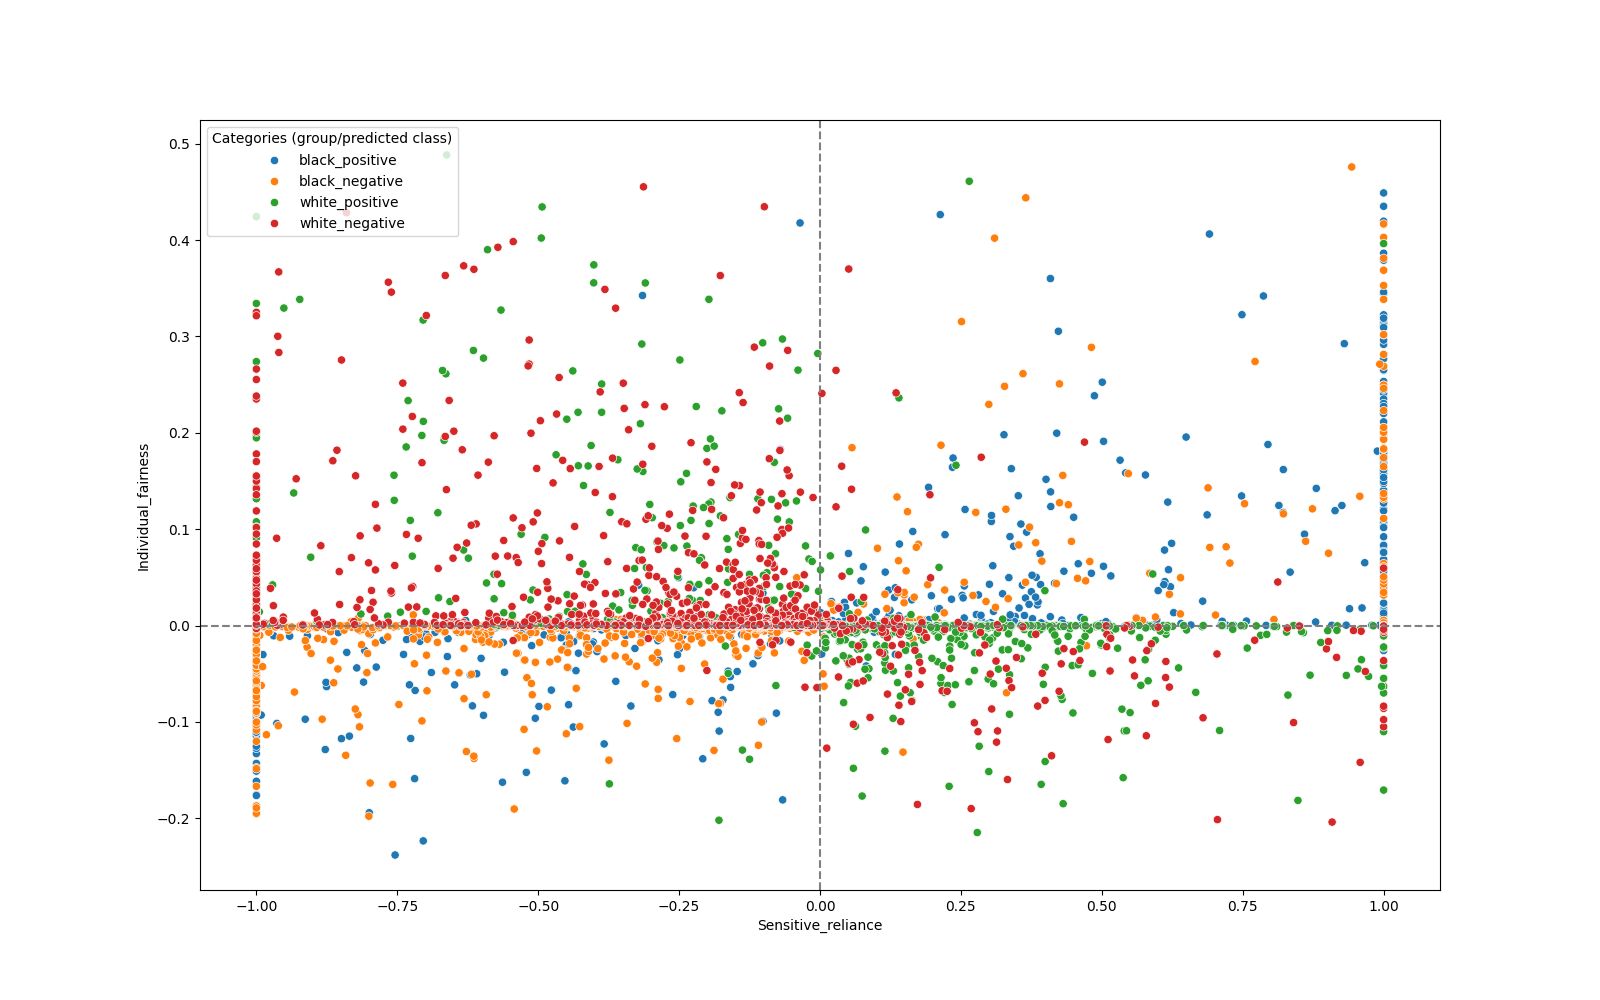 Categories (group/predicted class)
black_positive
black_negative
white_positive
white_negative
0.5
0.4
0.3
0.2
0.1
0.0
−0.1
−0.2
Individual_fairness
−1.00
−0.75
−0.50
−0.25
0.00
0.25
0.50
0.75
1.00
Sensitive_reliance